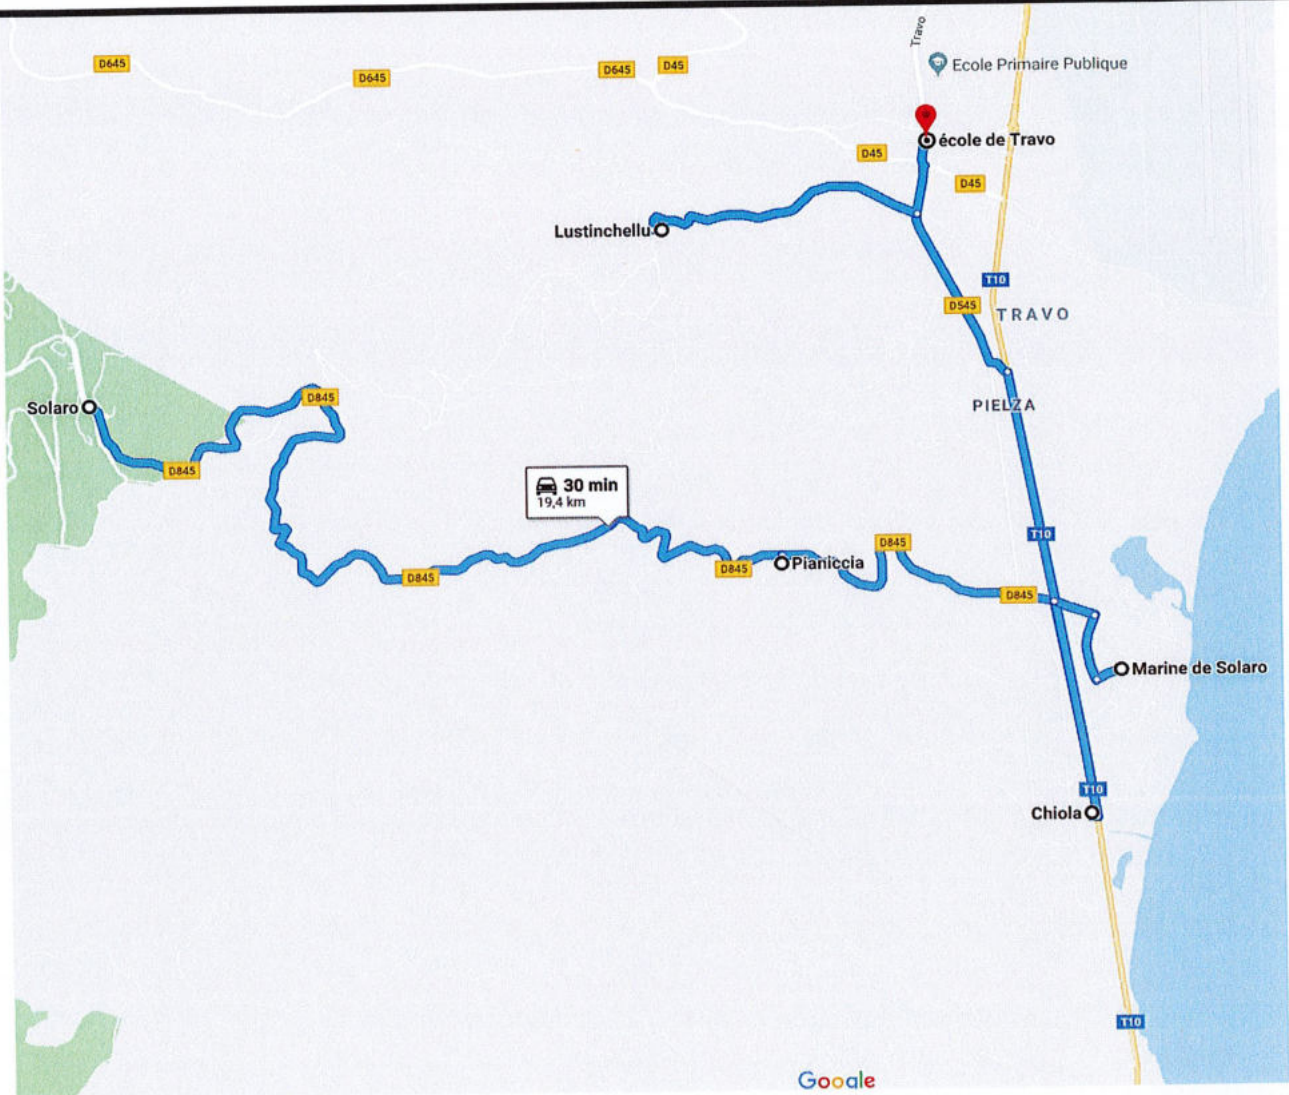 Travo
Ecole Primaire Publique
D645
D645
D645
D45
école de Travo
D45
D45
Lustinchellu
T10
D545
TRAVO
Solaro
D845
PIELZA
D845
30 min
19,4 km
T10
D845
Pianiccia
D845
D845
D845
Marine de Solaro
T10
Chiola
T10
Google